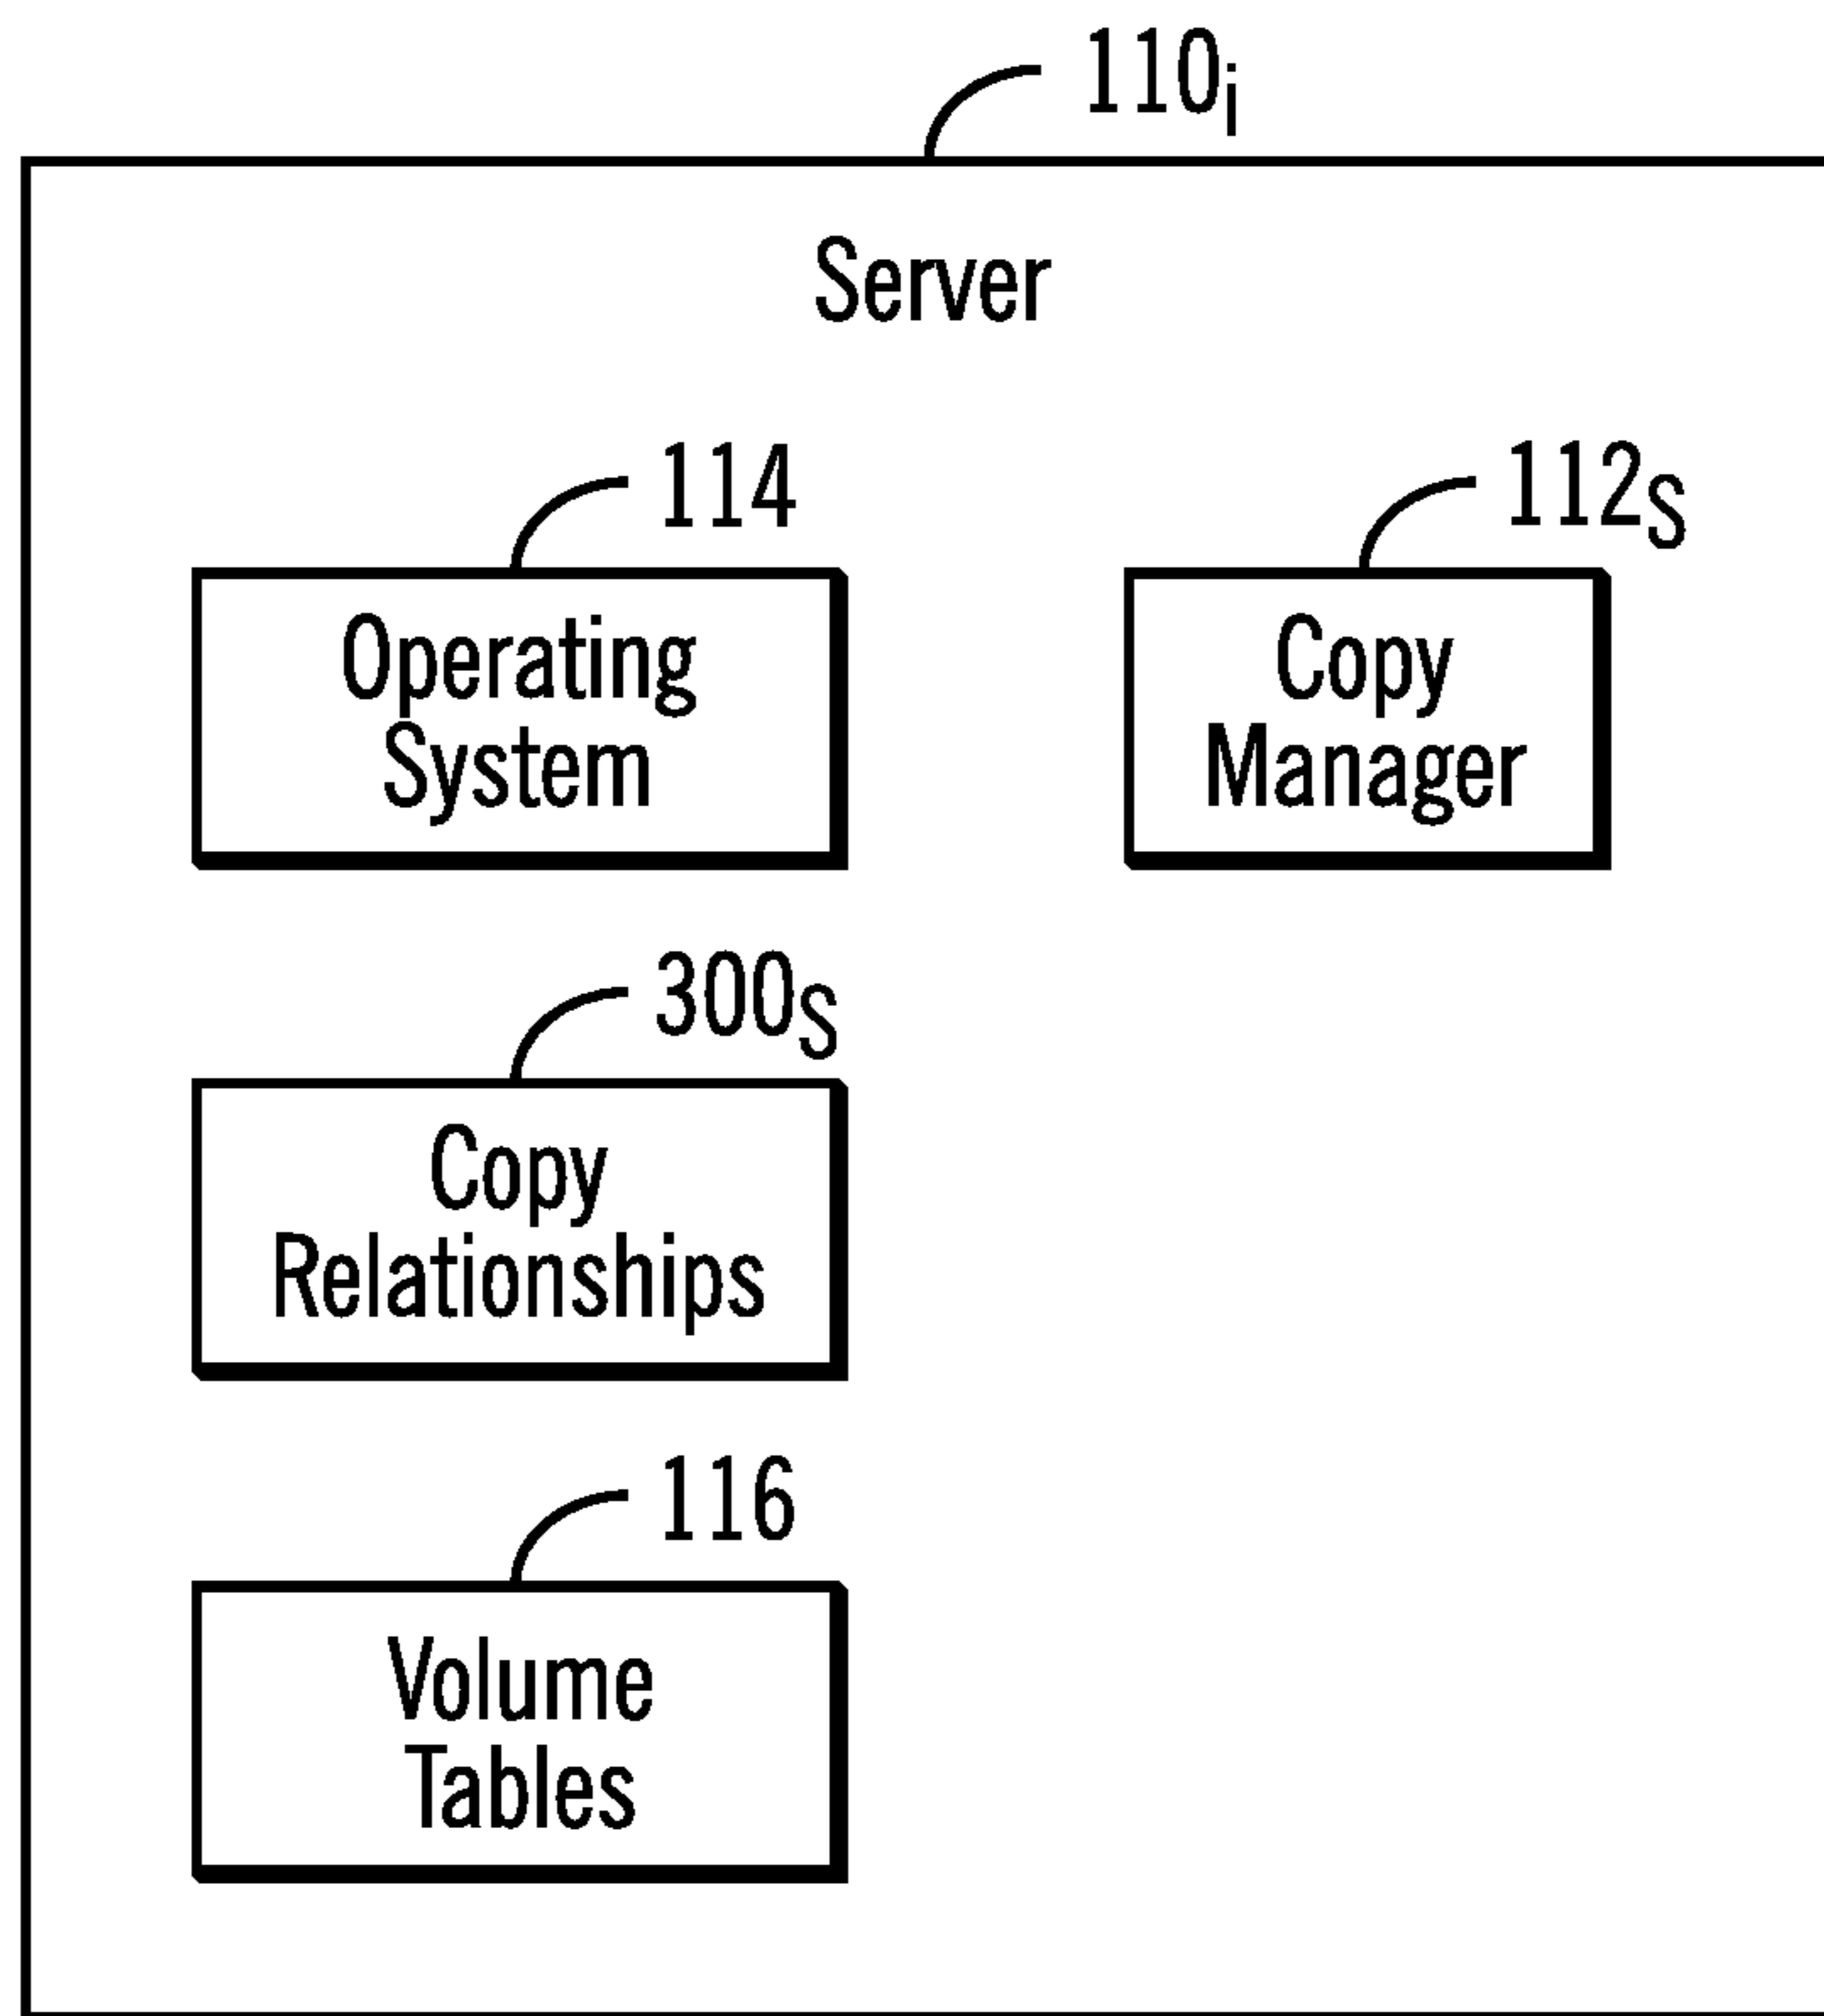 110i
Server
114
Operating
System
112S
Copy
Manager
300S
Copy
Relationships
116
Volume
Tables